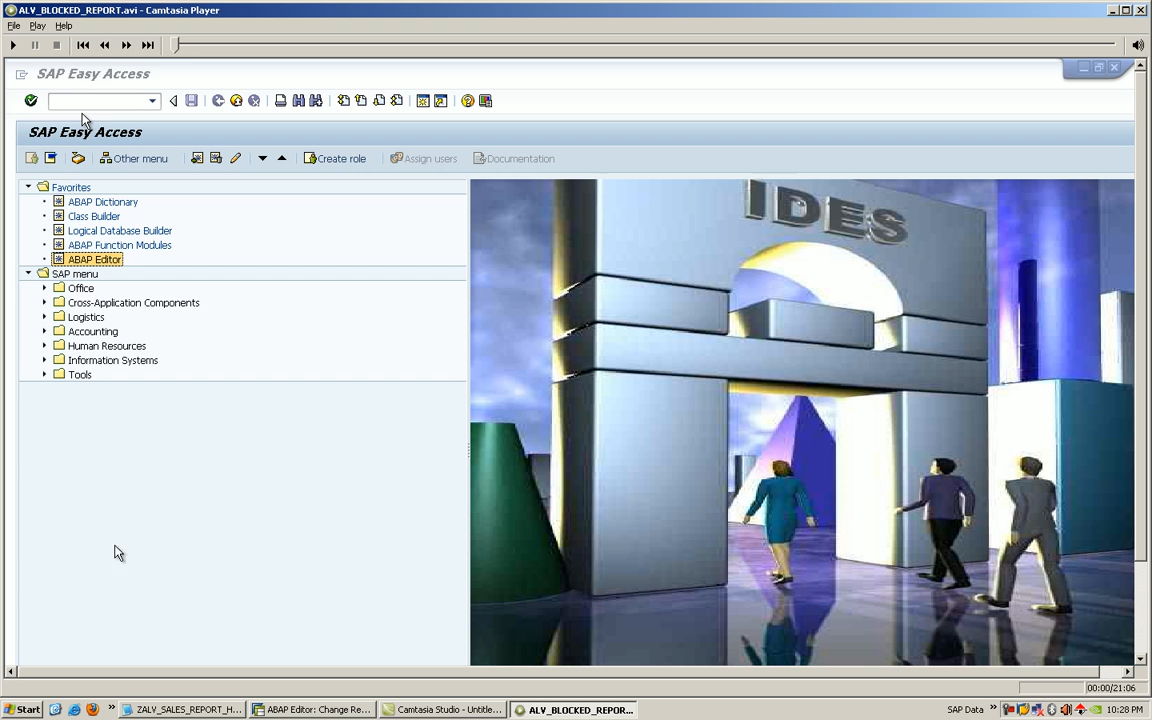 ALV_BLOCKED_REPORT.avi - Camtasia Player
File Play Help
SAP Easy Access
SAP Easy Access
Other menu Create role Assign users Documentation
Favorites
ABAP Dictionary
Class Builder
Logical Database Builder
ABAP Function Modules
ABAP Editor
SAP menu
Office
Cross-Application Components
Logistics
Accounting
Human Resources
Information Systems
Tools
IDES
00:00/21:06
Start ZALV_SALES_REPORT_H... ABAP Editor: Change Re... Camtasia Studio - Untitle... ALV_BLOCKED_REPOR... SAP Data 10:28 PM